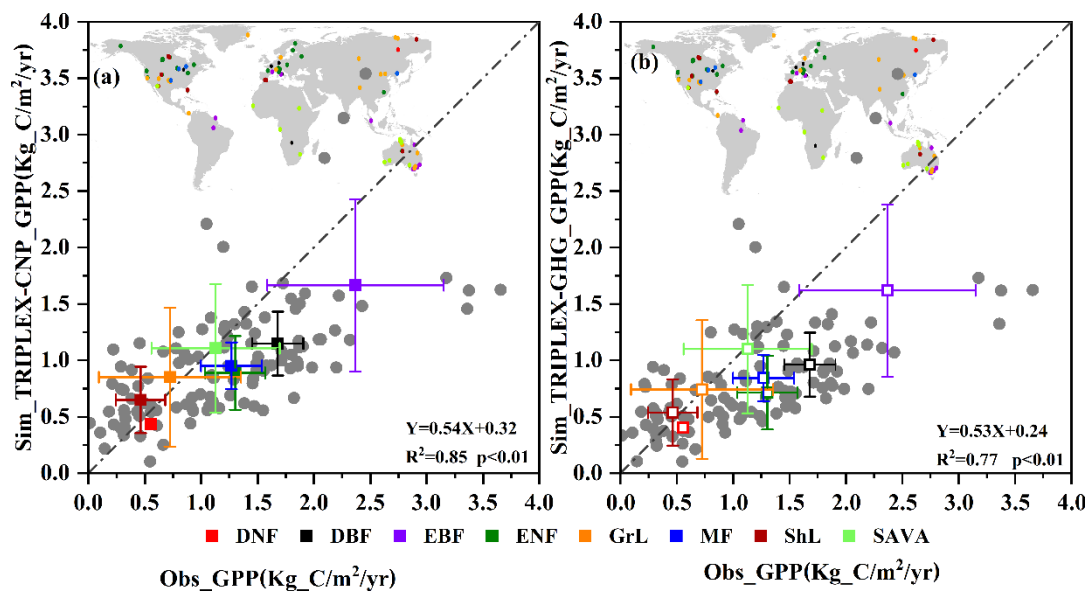 4.0
3.5
3.0
2.5
2.0
1.5
1.0
0.5
0.0
Sim_TRIPLEX-CNP_GPP(Kg_C/m²/yr)
(a)
Y=0.54X+0.32
R²=0.85 p<0.01
0.0 0.5 1.0 1.5 2.0 2.5 3.0 3.5 4.0
4.0
3.5
3.0
2.5
2.0
1.5
1.0
0.5
0.0
Sim_TRIPLEX-GHG_GPP(Kg_C/m²/yr)
(b)
Y=0.53X+0.24
R²=0.77 p<0.01
0.0 0.5 1.0 1.5 2.0 2.5 3.0 3.5 4.0
DNF DBF EBF ENF GrL MF ShL SAVA
Obs_GPP(Kg_C/m²/yr)
Obs_GPP(Kg_C/m²/yr)